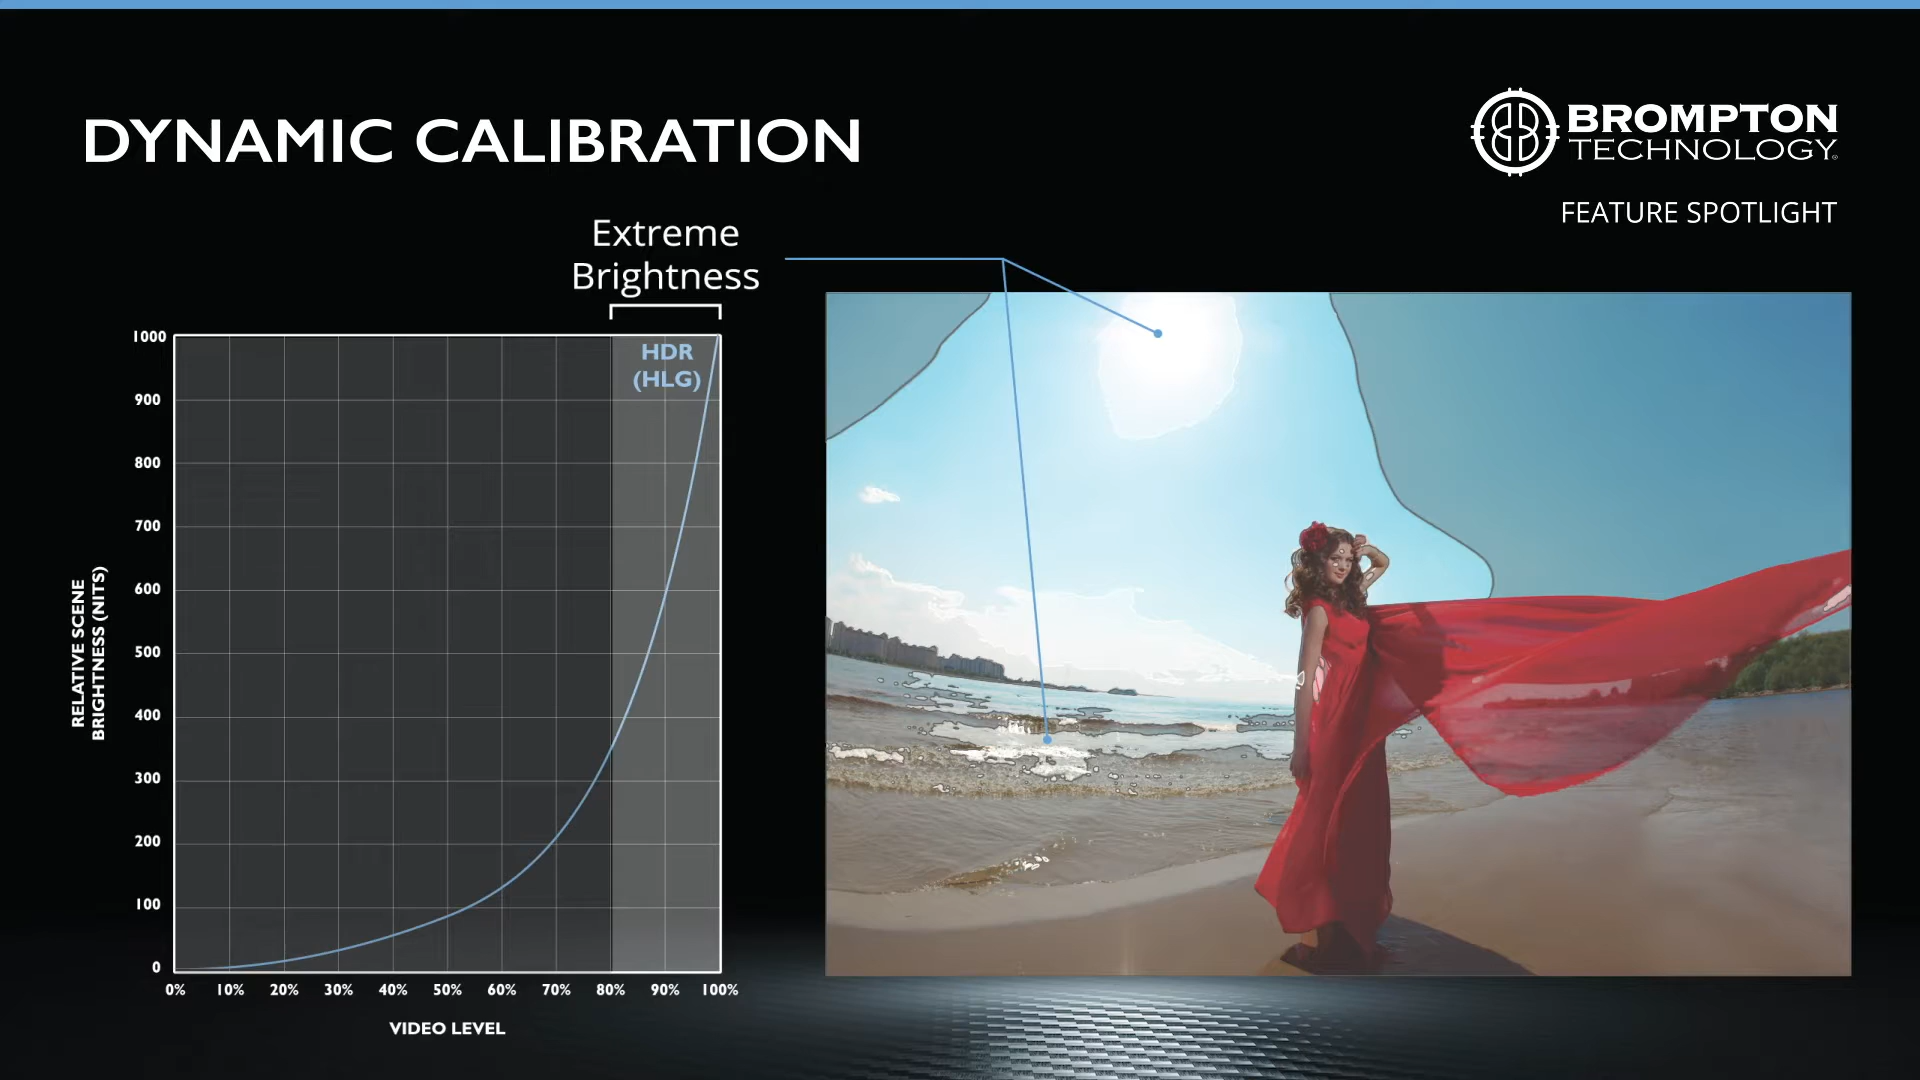 DYNAMIC CALIBRATION
BROMPTON
TECHNOLOGY
FEATURE SPOTLIGHT
Extreme
Brightness
HDR
(HLG)
1000
900
800
700
600
500
400
300
200
100
0
RELATIVE SCENE
BRIGHTNESS (NITS)
0% 10% 20% 30% 40% 50% 60% 70% 80% 90% 100%
VIDEO LEVEL